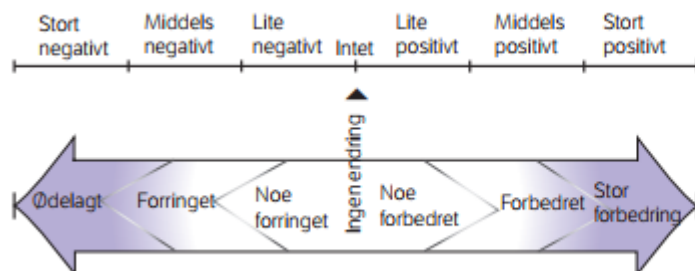 Stort negativt
Middels negativt
Lite negativt
Intet
Lite positivt
Middels positivt
Stort positivt
Ingen endring
Ødelagt
Forringet
Noe forringet
Noe forbedret
Forbedret
Stor forbedring